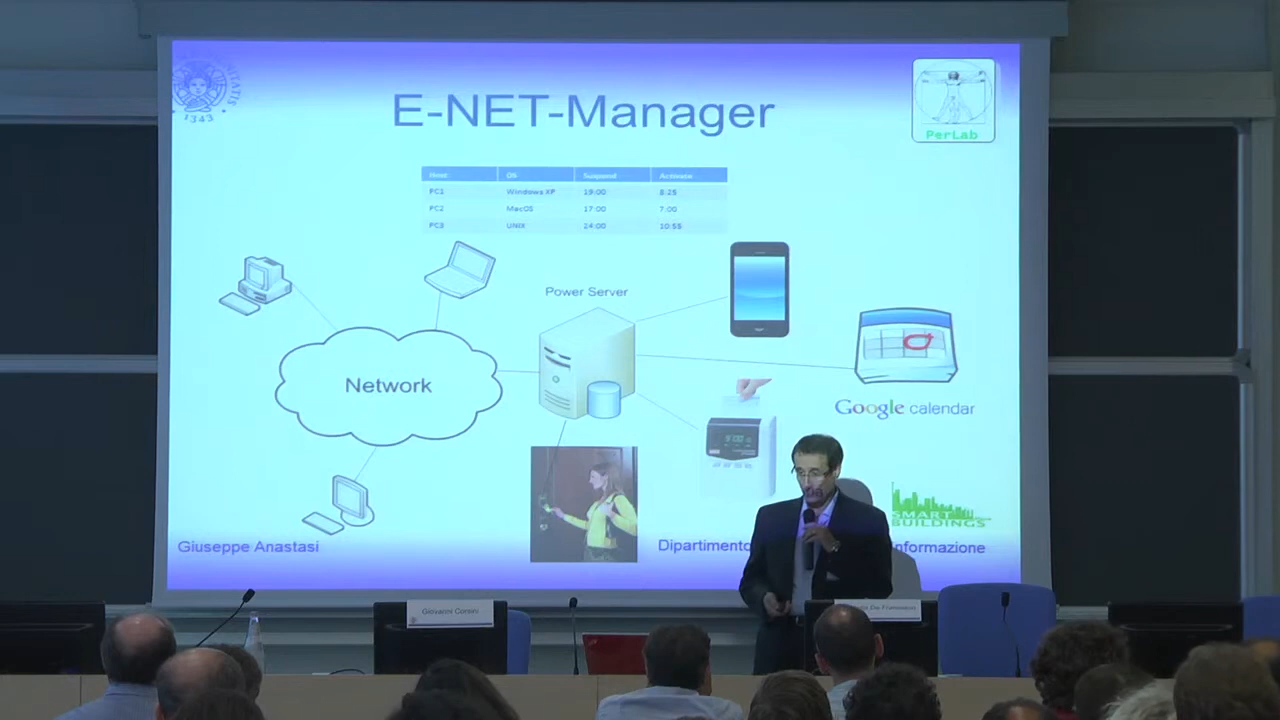 E-NET-Manager
1343
PerLab
Host OS Suspend Activate
PC1 Windows XP 19:00 8:25
PC2 MacOS 17:00 7:00
PC3 UNIX 24:00 10:55
Power Server
Network
Google calendar
SMART
BUILDINGS
Giuseppe Anastasi
Dipartimento
nformazione
Giovanni Corsini